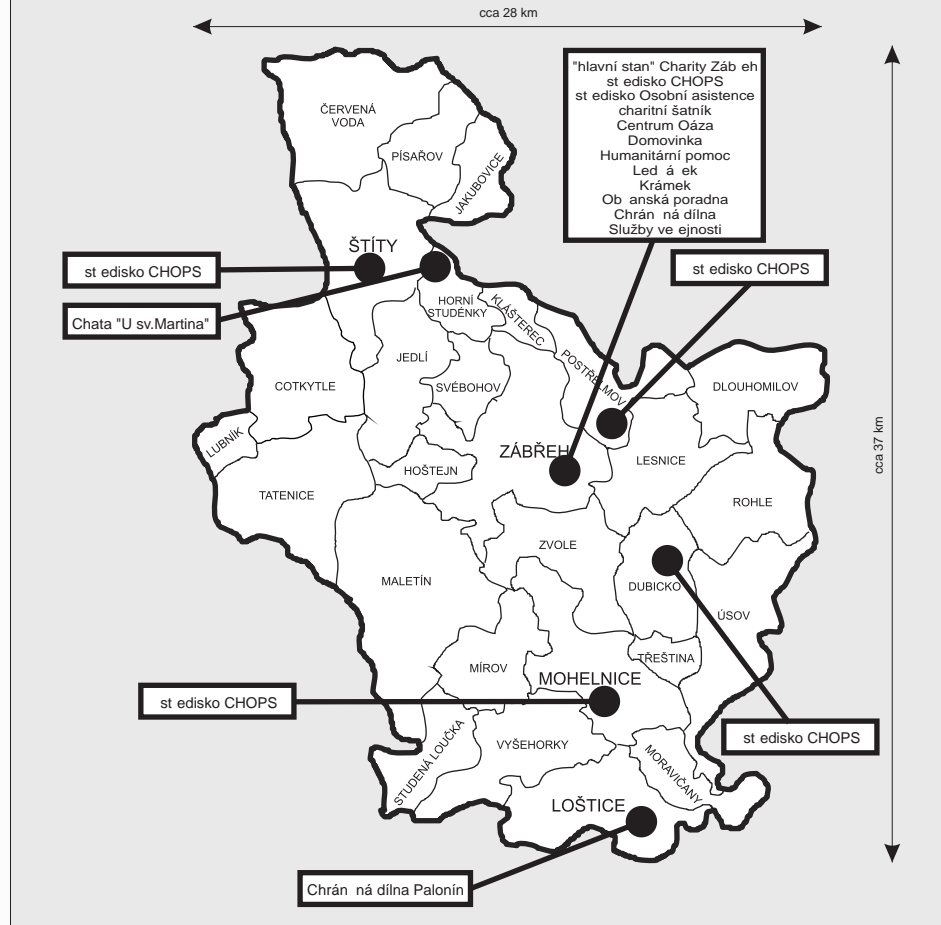 cca 28 km
"hlavní stan" Charity Záb eh
st edisko CHOPS
st edisko Osobní asistence
charitní šatník
Centrum Oáza
Domovinka
Humanitární pomoc
Led á ek
Krámek
Ob anská poradna
Chrán ná dílna
Služby ve ejnosti
ČERVENÁ
VODA
PÍSAŘOV
JAKUBOVICE
ŠTÍTY
st edisko CHOPS
st edisko CHOPS
Chata "U sv.Martina"
HORNÍ
STUDÉNKY
KLÁŠTEREC
JEDLÍ
POSTŘELMOV
COTKYTLE
SVÉBOHOV
DLOUHOMILOV
cca 37 km
LUBNÍK
ZÁBŘEH
LESNICE
HOŠTEJN
TATENICE
ROHLE
ZVOLE
MALETÍN
DUBICKO
ÚSOV
TŘEŠTINA
MÍROV
MOHELNICE
st edisko CHOPS
st edisko CHOPS
STUDENÁ LOUČKA
VYŠEHORKY
MORAVIČANY
LOŠTICE
Chrán ná dílna Palonín